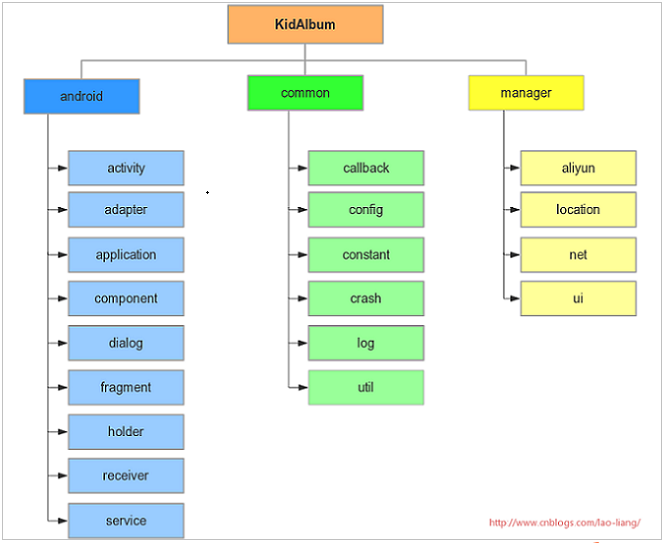 KidAlbum
android
common
manager
activity
adapter
application
component
dialog
fragment
holder
receiver
service
callback
config
constant
crash
log
util
aliyun
location
net
ui
http://www.cnblogs.com/lao-liang/